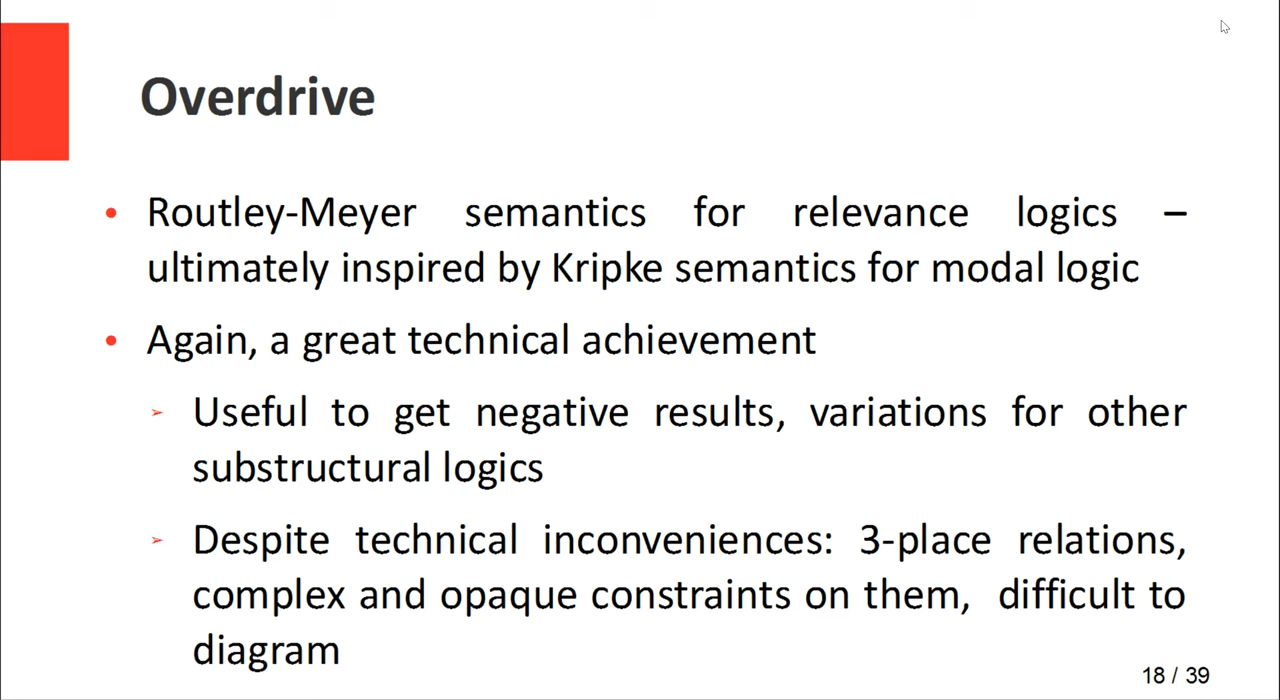 Overdrive
• Routley-Meyer semantics for relevance logics –
ultimately inspired by Kripke semantics for modal logic
• Again, a great technical achievement
➢ Useful to get negative results, variations for other
substructural logics
➢ Despite technical inconveniences: 3-place relations,
complex and opaque constraints on them,  difficult to
diagram
18 / 39